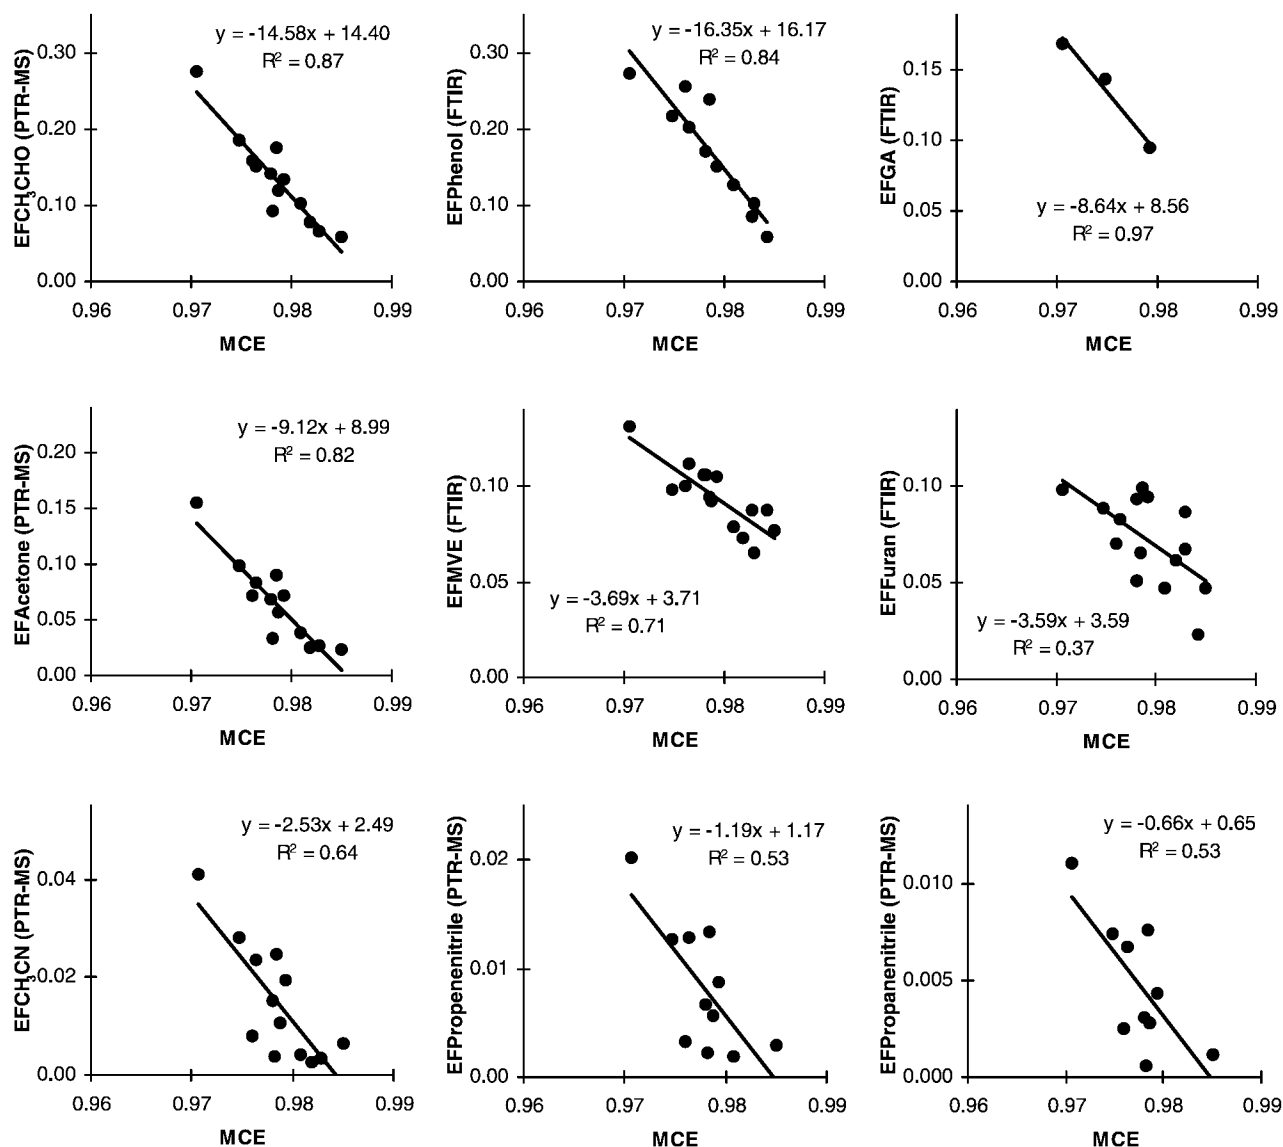 EFCH₃CHO (PTR-MS)
y = -14.58x + 14.40
R² = 0.87
0.30
0.20
0.10
0.00
0.96 0.97 0.98 0.99
MCE
EFPhenol (FTIR)
y = -16.35x + 16.17
R² = 0.84
0.30
0.20
0.10
0.00
0.96 0.97 0.98 0.99
MCE
EFGA (FTIR)
0.15
0.10
0.05
0.00
y = -8.64x + 8.56
R² = 0.97
0.96 0.97 0.98 0.99
MCE
EFAcetone (PTR-MS)
y = -9.12x + 8.99
R² = 0.82
0.20
0.15
0.10
0.05
0.00
0.96 0.97 0.98 0.99
MCE
EFMVE (FTIR)
0.10
0.05
0.00
y = -3.69x + 3.71
R² = 0.71
0.96 0.97 0.98 0.99
MCE
EFFuran (FTIR)
0.10
0.05
0.00
y = -3.59x + 3.59
R² = 0.37
0.96 0.97 0.98 0.99
MCE
EFCH₃CN (PTR-MS)
y = -2.53x + 2.49
R² = 0.64
0.04
0.02
0.00
0.96 0.97 0.98 0.99
MCE
EFPropenenitrile (PTR-MS)
y = -1.19x + 1.17
R² = 0.53
0.02
0.01
0.00
0.96 0.97 0.98 0.99
MCE
EFPropanenitrile (PTR-MS)
y = -0.66x + 0.65
R² = 0.53
0.010
0.005
0.000
0.96 0.97 0.98 0.99
MCE